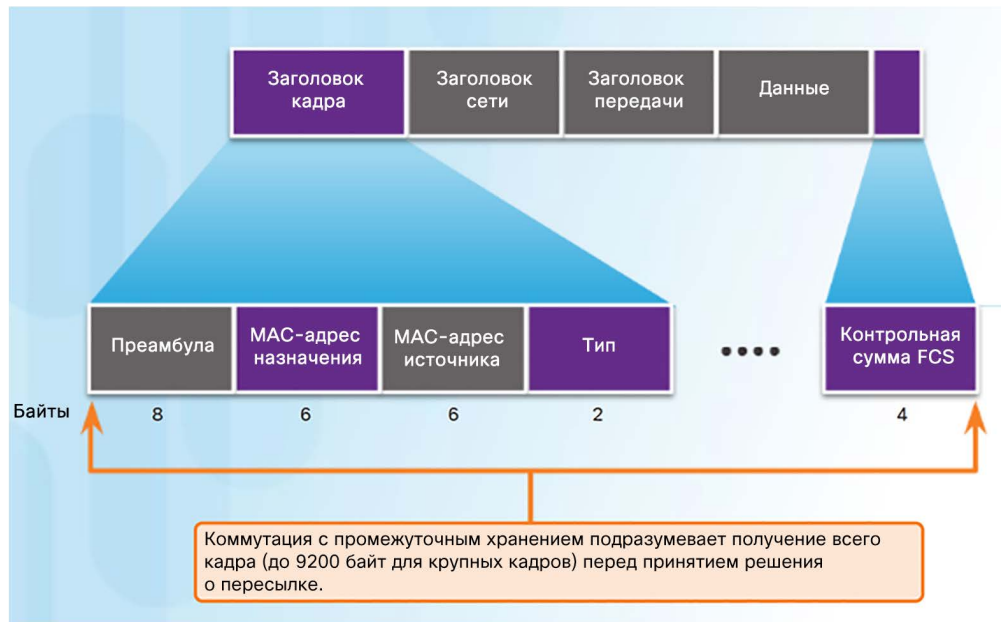 Заголовок
кадра
Заголовок
сети
Заголовок
передачи
Данные
Преамбула
MAC-адрес
назначения
MAC-адрес
источника
Тип
Контрольная
сумма FCS
Байты
8
6
6
2
4
Коммутация с промежуточным хранением подразумевает получение всего
кадра (до 9200 байт для крупных кадров) перед принятием решения
о пересылке.